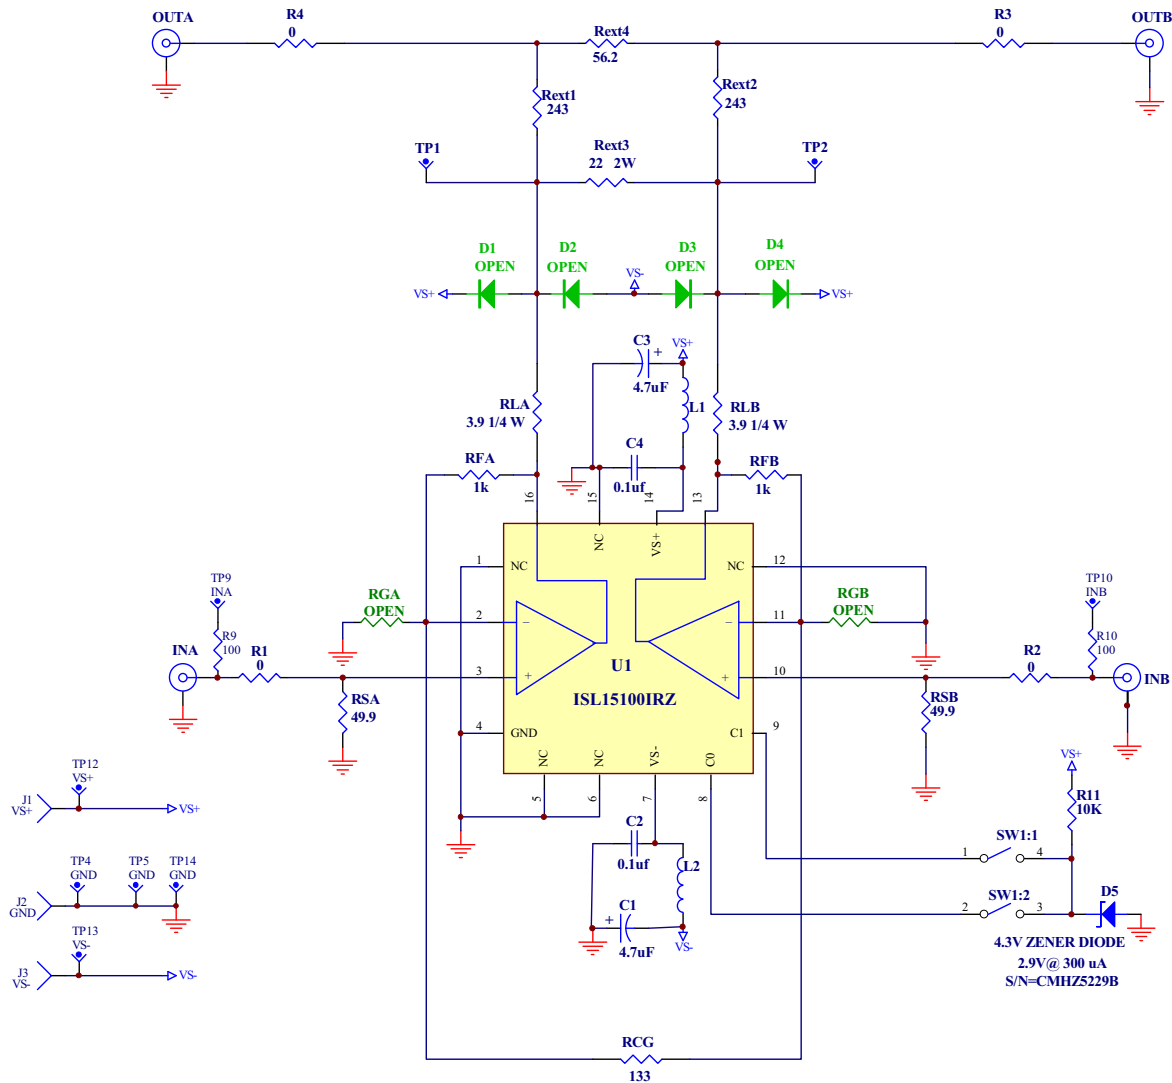 OUTA
R4
0
Rext4
56.2
R3
0
OUTB
Rext1
243
Rext2
243
TP1
Rext3
22 2W
TP2
D1
OPEN
D2
OPEN
VS-
D3
OPEN
D4
OPEN
VS+
VS+
C3
+
4.7uF
VS+
L1
RLA
3.9 1/4 W
RLB
3.9 1/4 W
C4
0.1uf
RFA
1k
RFB
1k
16
15
14
13
NC
VS+
1
NC
NC
12
TP9
INA
R9
100
RGA
OPEN
2
−
−
11
RGB
OPEN
TP10
INB
R10
100
INA
R1
0
3
+
U1
+
10
R2
0
INB
ISL15100IRZ
RSA
49.9
RSB
49.9
4
GND
C1
9
NC
NC
VS-
C0
5
6
7
8
TP12
VS+
J1
VS+
VS+
VS+
R11
10K
C2
0.1uf
L2
SW1:1
1
4
TP4
GND
TP5
GND
TP14
GND
J2
GND
C1
+
4.7uF
VS-
SW1:2
2
3
D5
TP13
VS-
J3
VS-
VS-
4.3V ZENER DIODE
2.9V@ 300 uA
S/N=CMHZ5229B
RCG
133